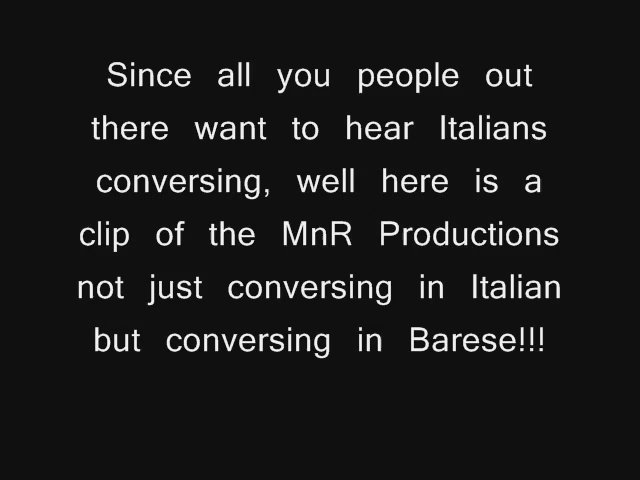 Since all you people out
there want to hear Italians
conversing, well here is a
clip of the MnR Productions
not just conversing in Italian
but conversing in Barese!!!